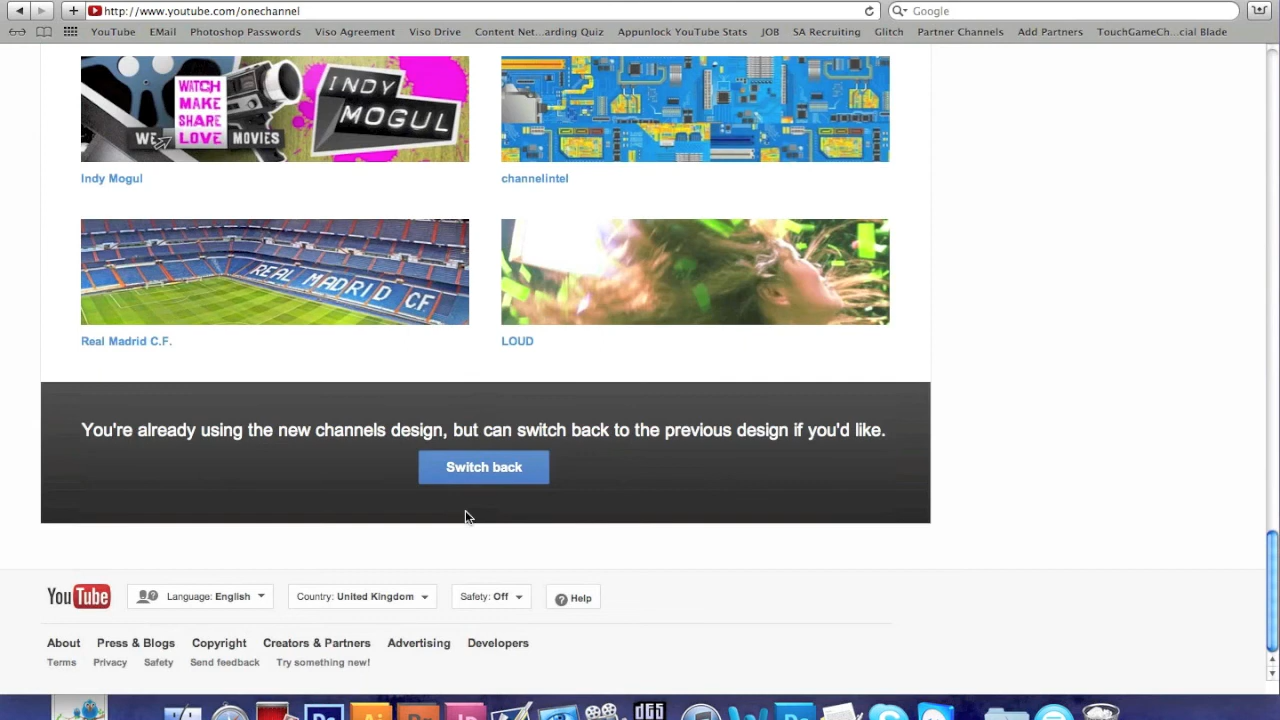 http://www.youtube.com/onechannel
Google
YouTube EMail Photoshop Passwords Viso Agreement Viso Drive Content Net...arding Quiz Appunlock YouTube Stats JOB SA Recruiting Glitch Partner Channels Add Partners TouchGameCh...cial Blade
WATCH
MAKE
SHARE
LOVE
WE MOVIES
INDY
MOGUL
Indy Mogul
channelintel
REAL MADRID CF
Real Madrid C.F.
LOUD
You're already using the new channels design, but can switch back to the previous design if you'd like.
Switch back
YouTube Language: English Country: United Kingdom Safety: Off Help
About Press & Blogs Copyright Creators & Partners Advertising Developers
Terms Privacy Safety Send feedback Try something new!